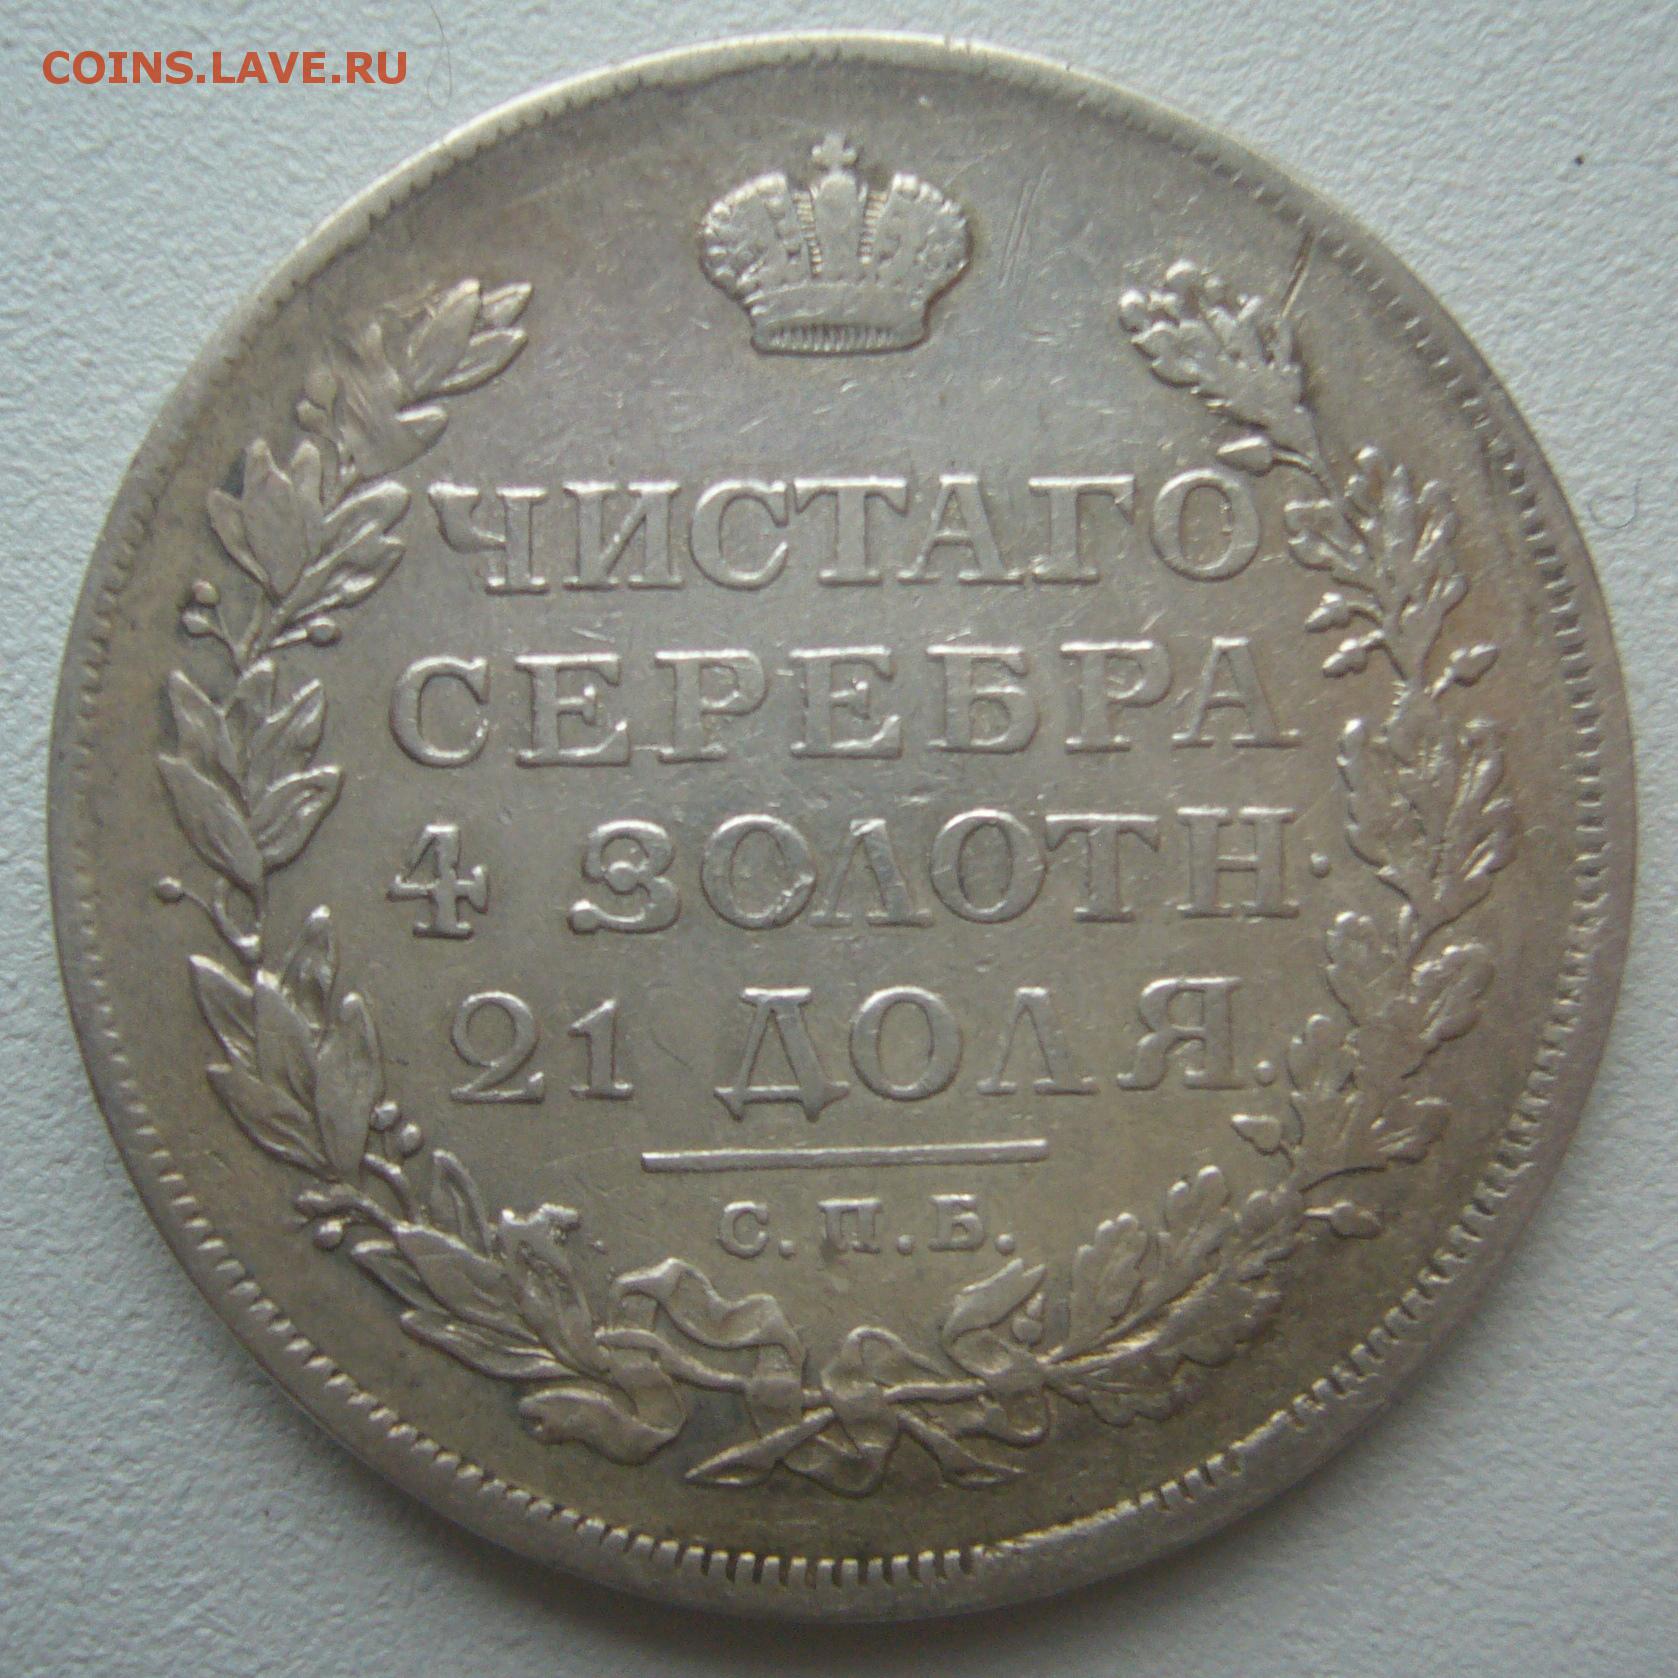 COINS.LAVE.RU
ЧИСТАГО
СЕРЕБРА
4 ЗОЛОТН.
21 ДОЛЯ.
С.П.Б.